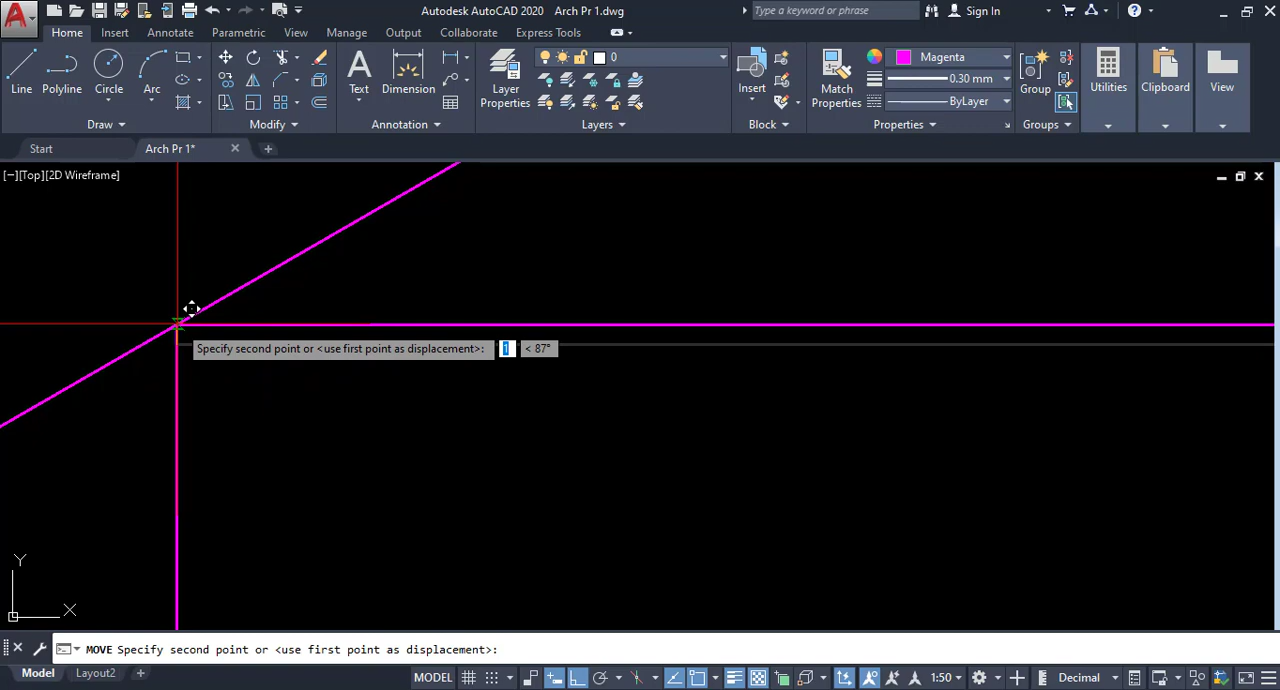 Autodesk AutoCAD 2020 Arch Pr 1.dwg
Type a keyword or phrase
Sign In
Home Insert Annotate Parametric View Manage Output Collaborate Express Tools
0
Magenta
0.30 mm
ByLayer
Line Polyline Circle Arc
Text Dimension
Layer Properties
Insert
Match Properties
Group
Utilities Clipboard View
Draw Modify Annotation Layers Block Properties Groups
Start Arch Pr 1*
[−][Top][2D Wireframe]
Specify second point or <use first point as displacement>: 1 < 87°
Y
X
MOVE Specify second point or <use first point as displacement>:
Model Layout2
MODEL 1:50 Decimal